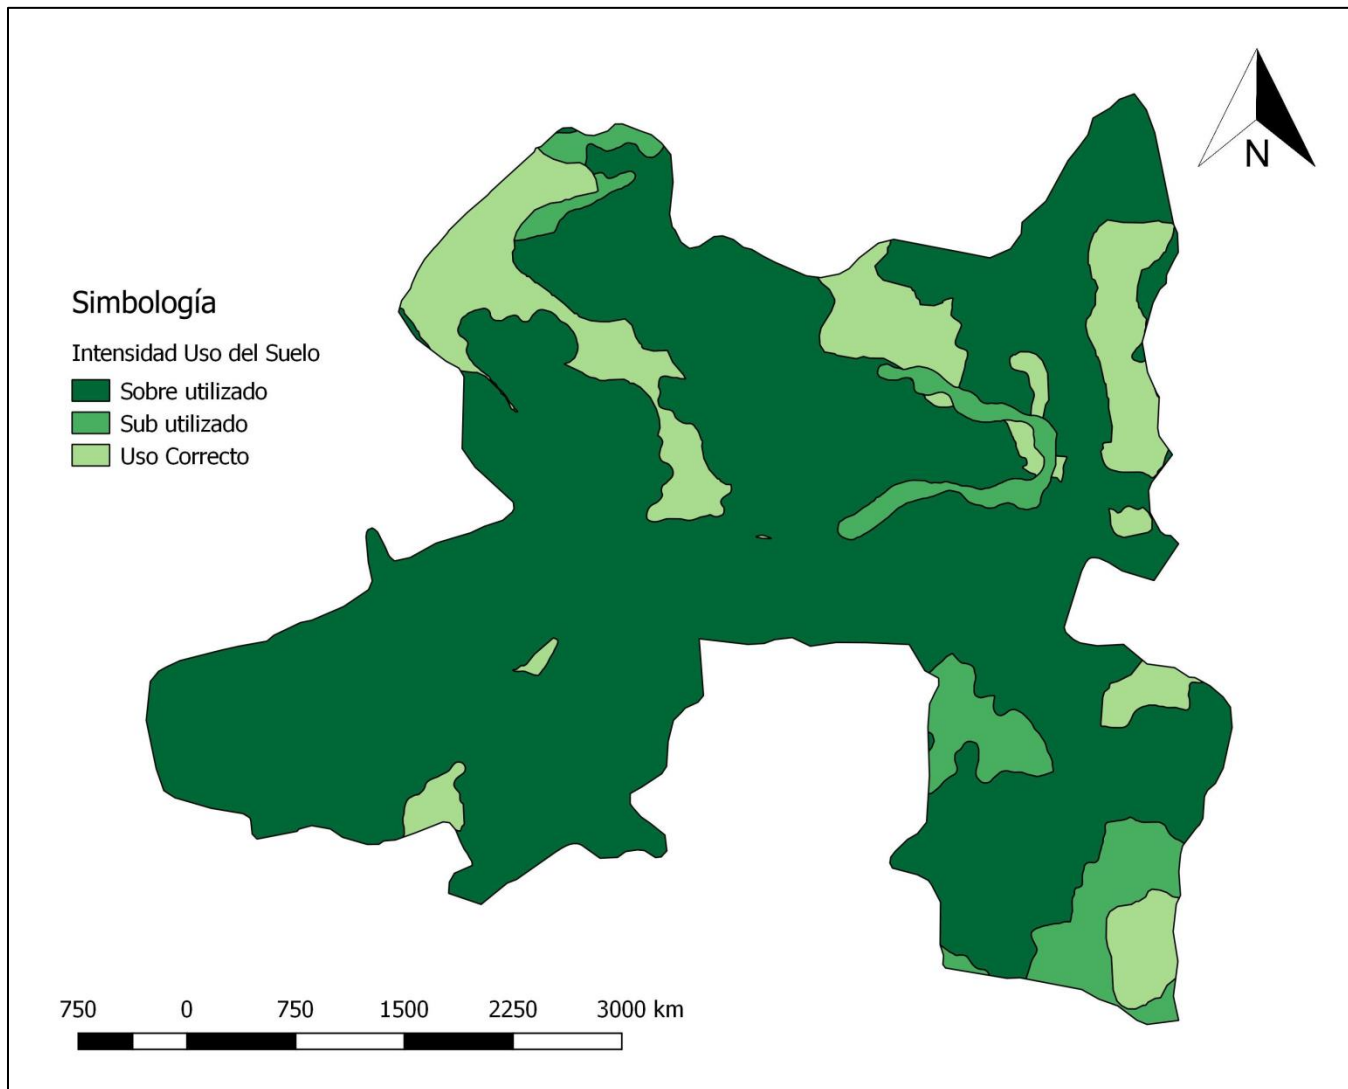 N
Simbología
Intensidad Uso del Suelo
Sobre utilizado
Sub utilizado
Uso Correcto
750 0 750 1500 2250 3000 km